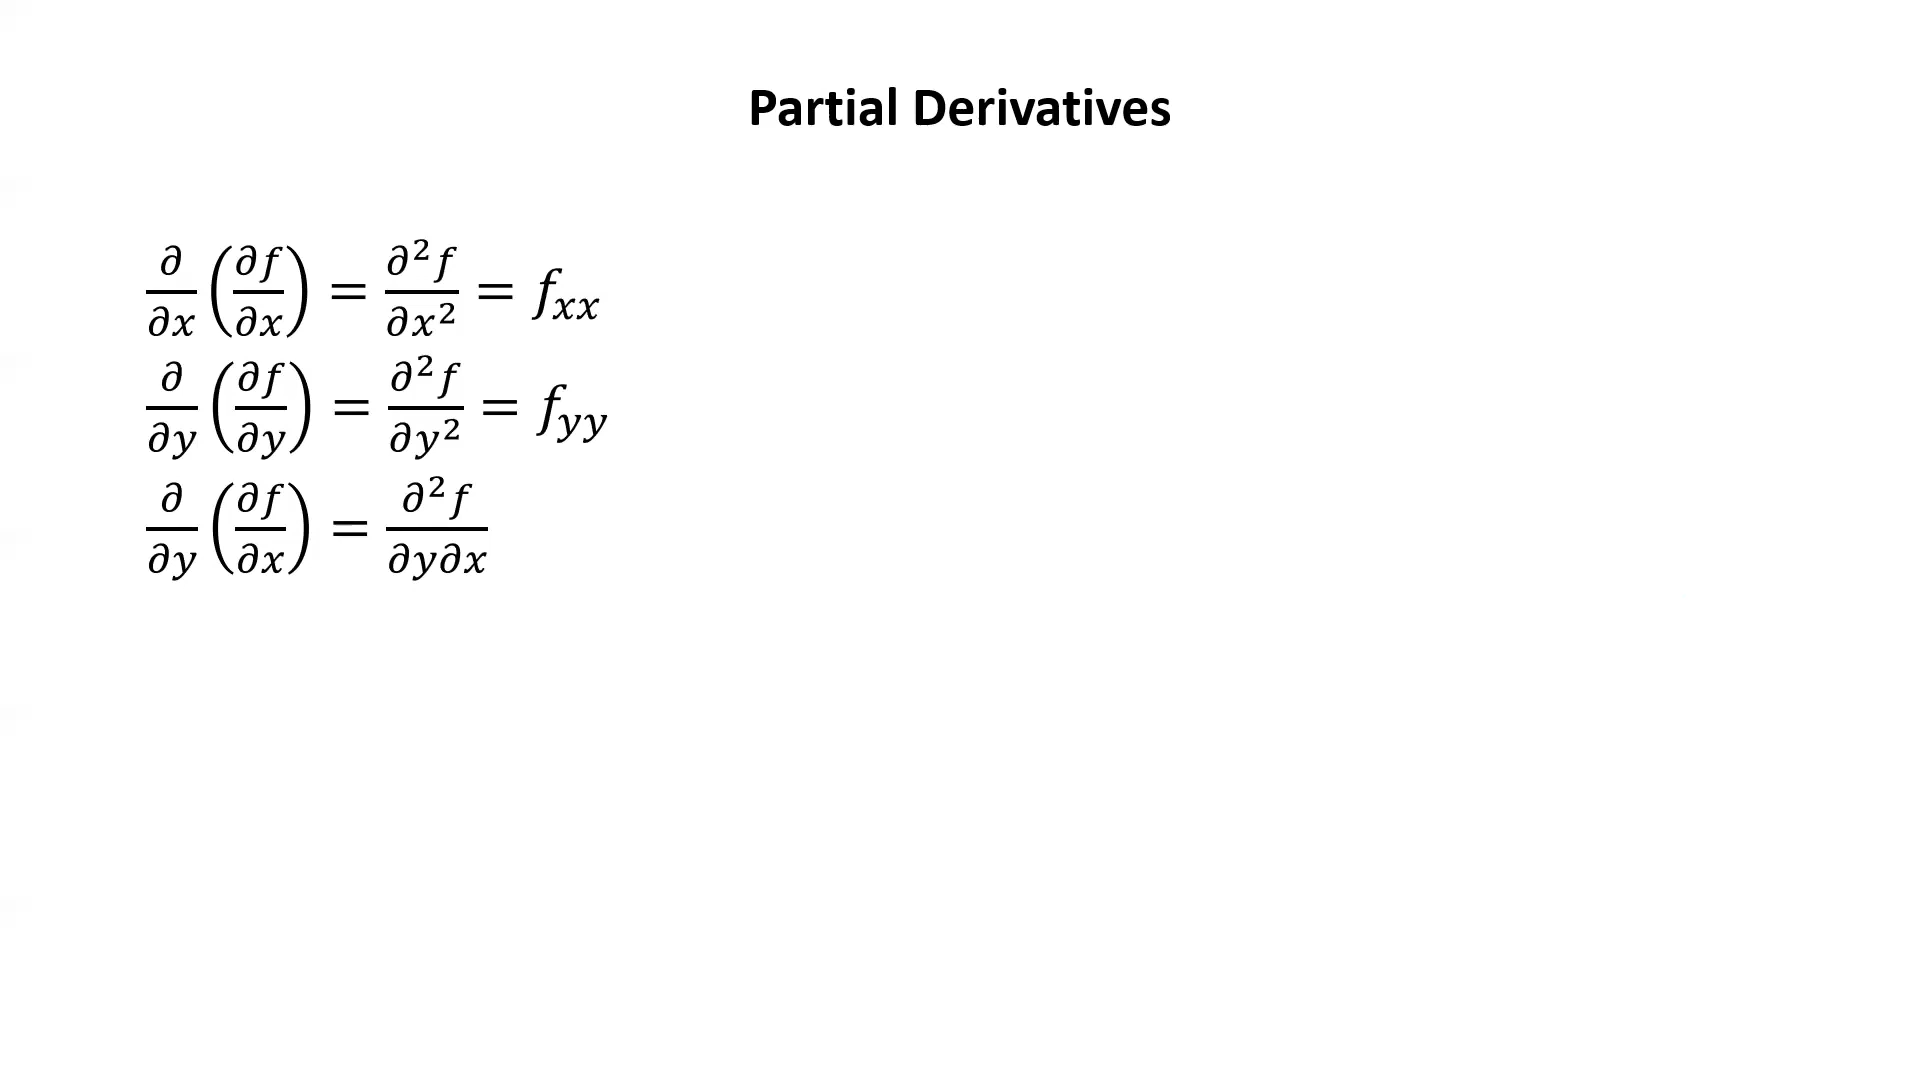 Partial Derivatives
∂/∂x (∂f/∂x) = ∂²f/∂x² = f_xx
∂/∂y (∂f/∂y) = ∂²f/∂y² = f_yy
∂/∂y (∂f/∂x) = ∂²f/∂y∂x